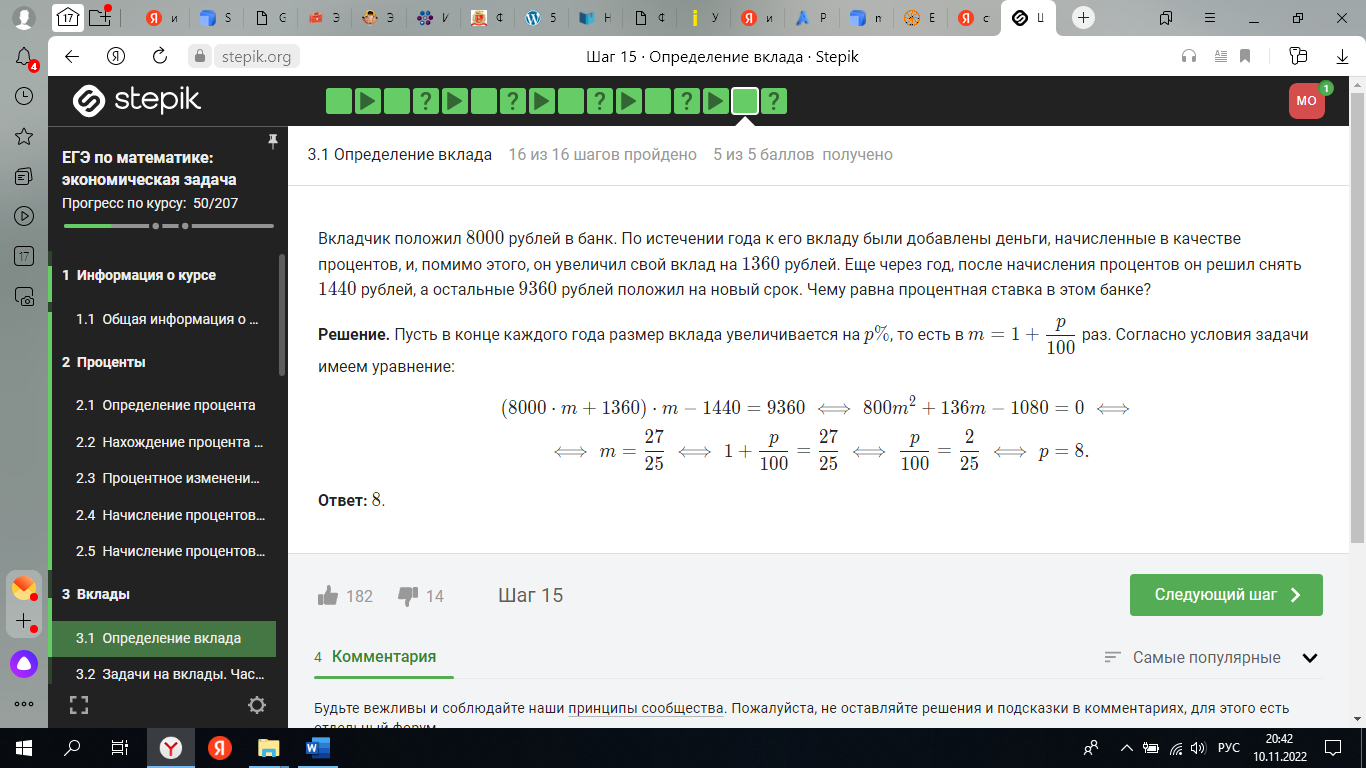 17
и
S
G
Э
Э
И
Ф
5
Н
Ф
У
и
Р
n
Е
с
Ш
4
stepik.org
Шаг 15 · Определение вклада · Stepik
stepik
? ? ? ? ?
МО
1
ЕГЭ по математике:
экономическая задача
Прогресс по курсу: 50/207
1 Информация о курсе
1.1 Общая информация о ...
2 Проценты
2.1 Определение процента
2.2 Нахождение процента ...
2.3 Процентное изменени...
2.4 Начисление процентов...
2.5 Начисление процентов...
3 Вклады
3.1 Определение вклада
3.2 Задачи на вклады. Час...
17
3.1 Определение вклада 16 из 16 шагов пройдено 5 из 5 баллов получено
Вкладчик положил 8000 рублей в банк. По истечении года к его вкладу были добавлены деньги, начисленные в качестве
процентов, и, помимо этого, он увеличил свой вклад на 1360 рублей. Еще через год, после начисления процентов он решил снять
1440 рублей, а остальные 9360 рублей положил на новый срок. Чему равна процентная ставка в этом банке?
Решение. Пусть в конце каждого года размер вклада увеличивается на p%, то есть в m = 1 + p/100 раз. Согласно условия задачи
имеем уравнение:
(8000 · m + 1360) · m − 1440 = 9360 ⟺ 800m² + 136m − 1080 = 0 ⟺
⟺ m = 27/25 ⟺ 1 + p/100 = 27/25 ⟺ p/100 = 2/25 ⟺ p = 8.
Ответ: 8.
182 14 Шаг 15
Следующий шаг
4 Комментария
Самые популярные
Будьте вежливы и соблюдайте наши принципы сообщества. Пожалуйста, не оставляйте решения и подсказки в комментариях, для этого есть
отдельный форум.
РУС
20:42
10.11.2022